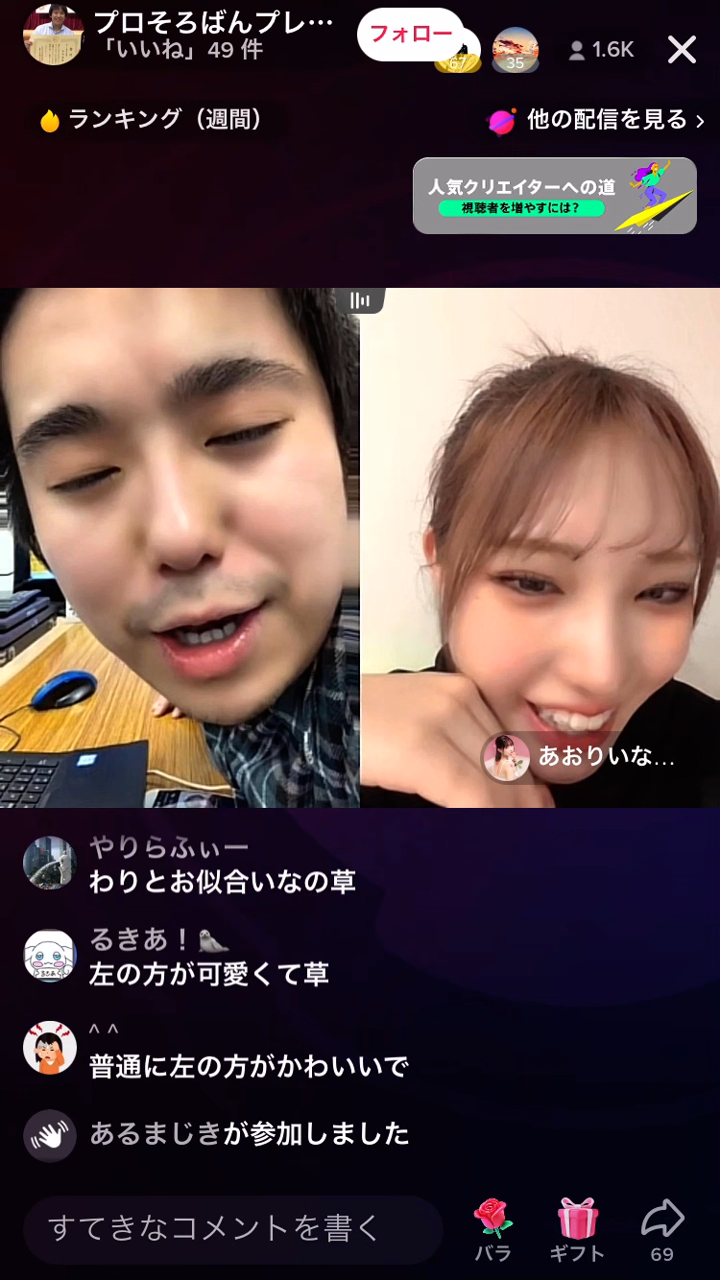 プロそろばんプレ…
「いいね」49 件
フォロー
67
35
1.6K
ランキング（週間）
他の配信を見る
人気クリエイターへの道
視聴者を増やすには？
あおりいな…
やりらふぃー
わりとお似合いなの草
るきあ！🦭
左の方が可愛くて草
^ ^
普通に左の方がかわいいで
あるまじきが参加しました
すてきなコメントを書く
バラ
ギフト
69